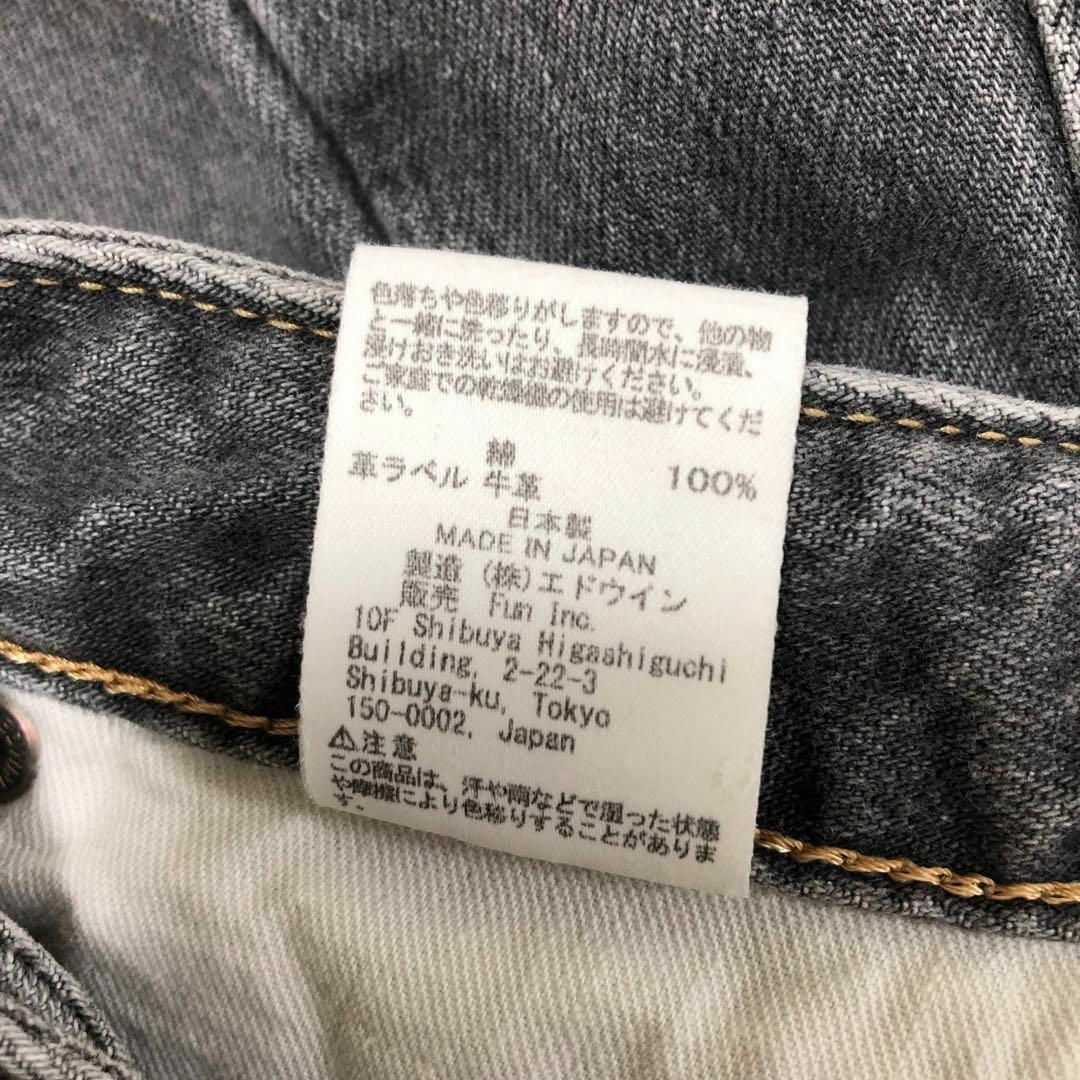 色落ちや色移りがしますので、他の物
と一緒に洗ったり、長時間水に浸漬、
浸けおき洗いはお避けください。
ご家庭での乾燥機の使用は避けてくだ
さい。
綿 100%
革ラベル 牛革
日本製
MADE IN JAPAN
製造 (株)エドウイン
販売 Fun Inc.
10F Shibuya Higashiguchi
Building, 2-22-3
Shibuya-ku, Tokyo
150-0002, Japan
⚠注意
この商品は、汗や雨などで湿った状態
や摩擦により色移りすることがありま
す。